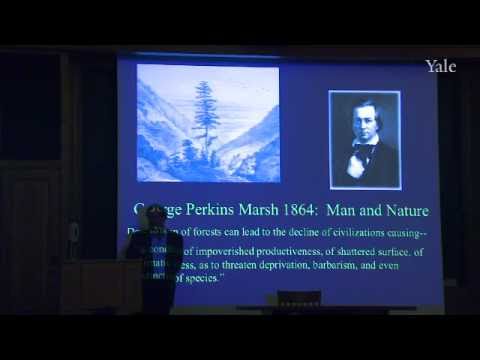 Yale
George Perkins Marsh 1864: Man and Nature
of forests can lead to the decline of civilizations causing--
of impoverished productiveness, of shattered surface, of
as to threaten deprivation, barbarism, and even
of species."